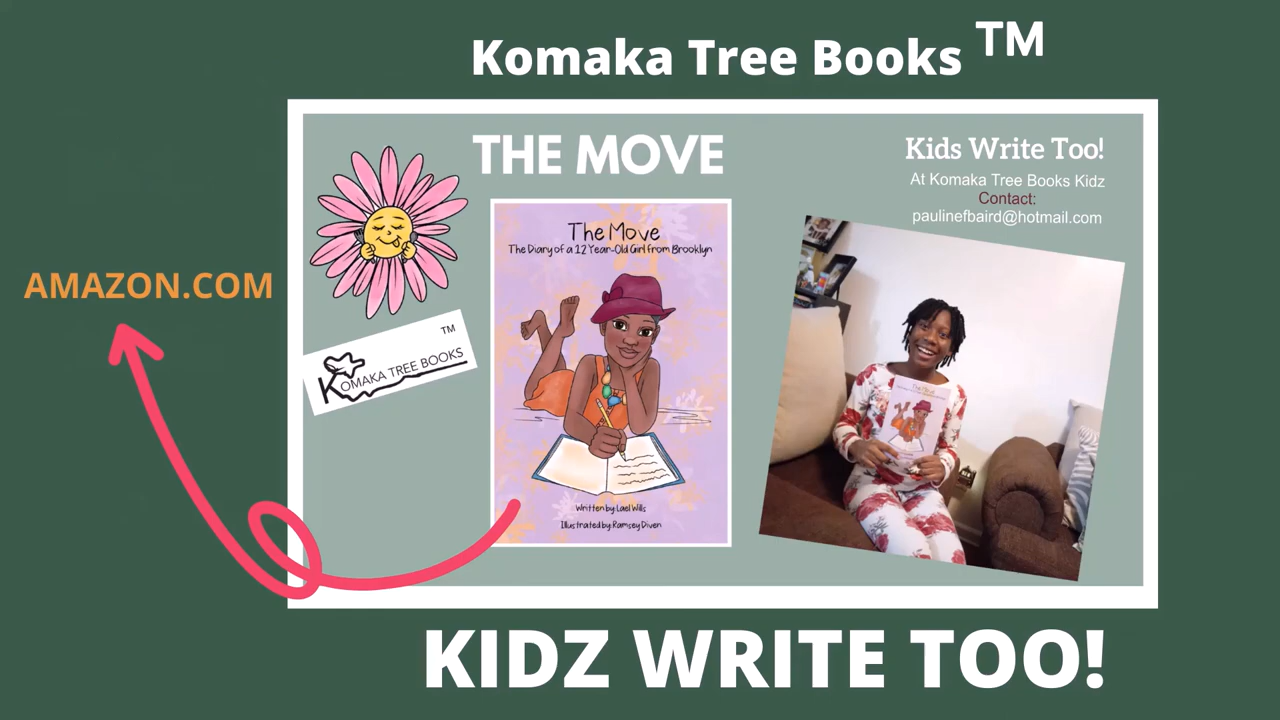 Komaka Tree Books ™
THE MOVE
Kids Write Too!
At Komaka Tree Books Kidz
Contact:
paulinefbaird@hotmail.com
The Move
The Diary of a 12 Year-Old Girl from Brooklyn
AMAZON.COM
TM
KOMAKA TREE BOOKS
The Move
Written by: Lael Wills
Illustrated by: Ramsey Diven
KIDZ WRITE TOO!